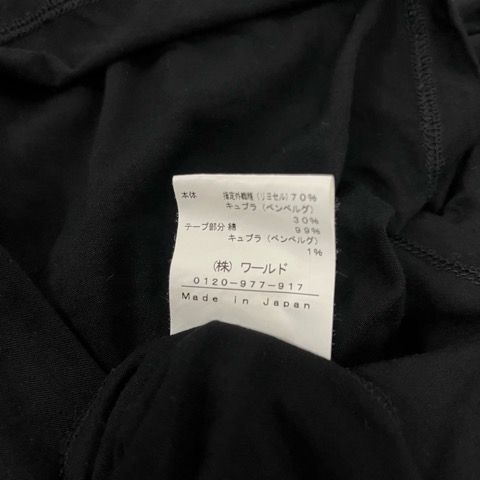 本体 指定外繊維(リヨセル)70%
キュプラ(ベンベルグ)
30%
テープ部分 綿 99%
キュプラ(ベンベルグ)
1%
(株) ワールド
0120-977-917
Made in Japan